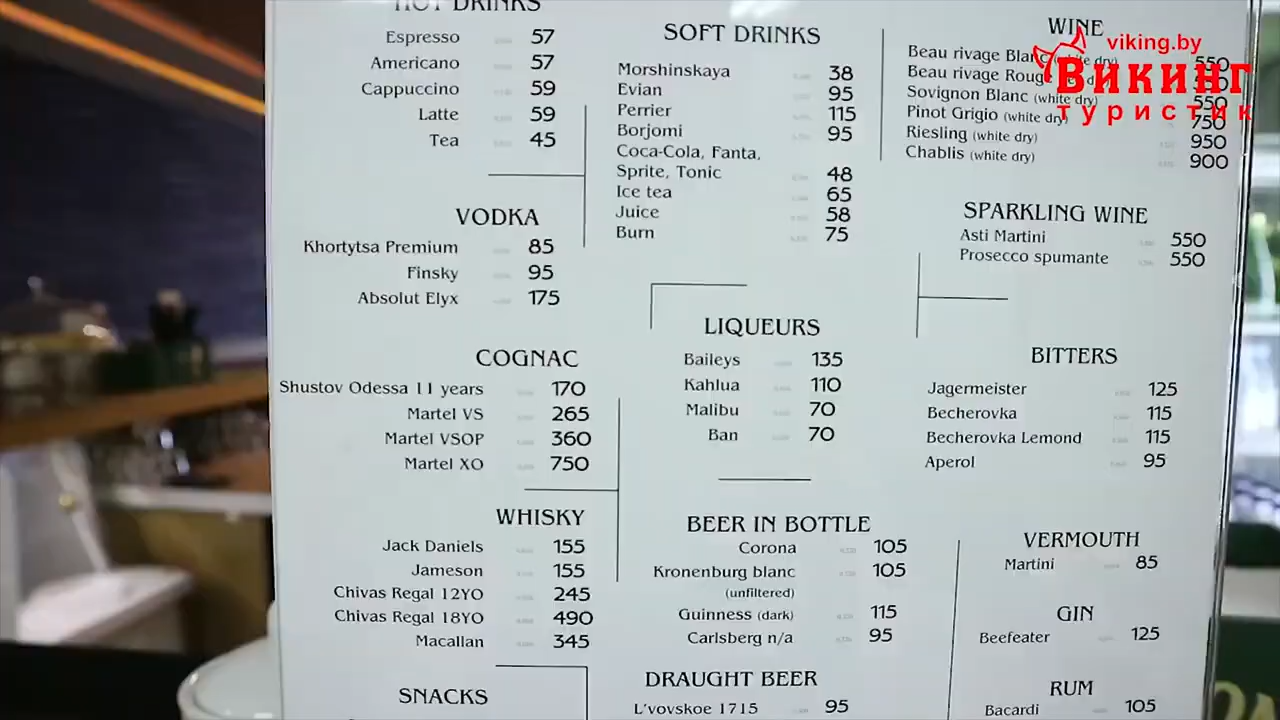 HOT DRINKS
Espresso 57
Americano 57
Cappuccino 59
Latte 59
Tea 45
VODKA
Khortytsa Premium 85
Finsky 95
Absolut Elyx 175
COGNAC
Shustov Odessa 11 years 170
Martel VS 265
Martel VSOP 360
Martel XO 750
WHISKY
Jack Daniels 155
Jameson 155
Chivas Regal 12YO 245
Chivas Regal 18YO 490
Macallan 345
SNACKS
SOFT DRINKS
Morshinskaya 38
Evian 95
Perrier 115
Borjomi 95
Coca-Cola, Fanta,
Sprite, Tonic 48
Ice tea 65
Juice 58
Burn 75
LIQUEURS
Baileys 135
Kahlua 110
Malibu 70
Ban 70
BEER IN BOTTLE
Corona 105
Kronenburg blanc 105
(unfiltered)
Guinness (dark) 115
Carlsberg n/a 95
DRAUGHT BEER
L'vovskoe 1715 95
WINE
Beau rivage Blanc (white dry) 550
Beau rivage Roug
Sovignon Blanc (white dry) 550
Pinot Grigio (white dry) 750
Riesling (white dry) 950
Chablis (white dry) 900
SPARKLING WINE
Asti Martini 550
Prosecco spumante 550
BITTERS
Jagermeister 125
Becherovka 115
Becherovka Lemond 115
Aperol 95
VERMOUTH
Martini 85
GIN
Beefeater 125
RUM
Bacardi 105
viking.by
Викинг
туристик